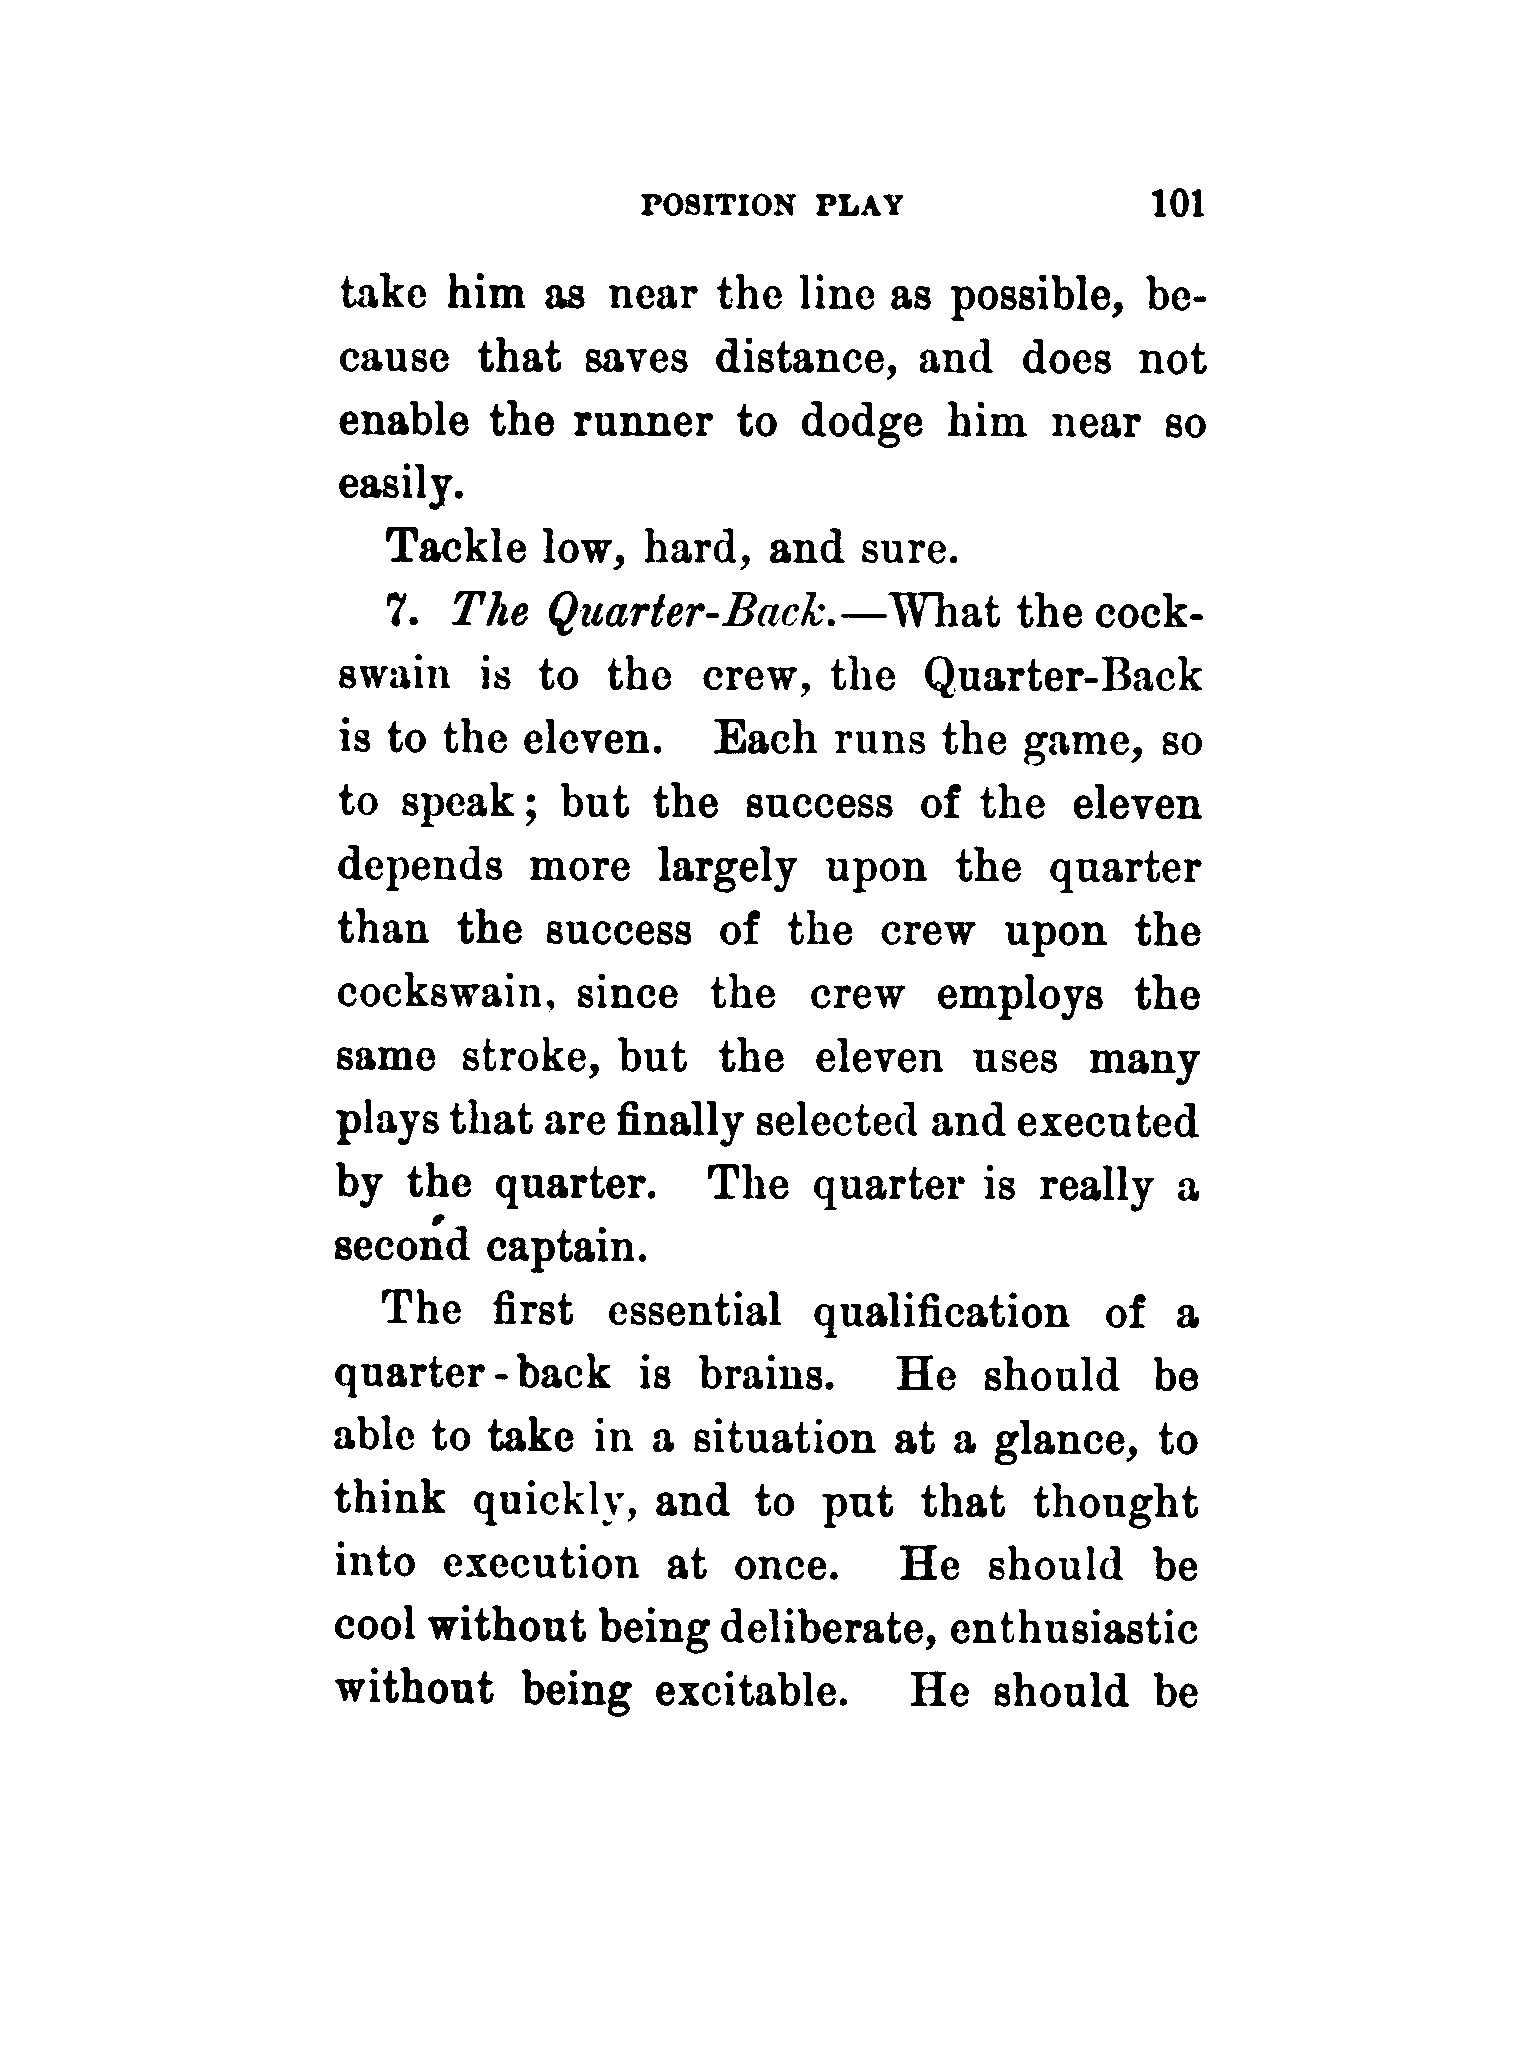 POSITION PLAY 101
take him as near the line as possible, be-
cause that saves distance, and does not
enable the runner to dodge him near so
easily.
Tackle low, hard, and sure.
7. The Quarter-Back.—What the cock-
swain is to the crew, the Quarter-Back
is to the eleven. Each runs the game, so
to speak; but the success of the eleven
depends more largely upon the quarter
than the success of the crew upon the
cockswain, since the crew employs the
same stroke, but the eleven uses many
plays that are finally selected and executed
by the quarter. The quarter is really a
second captain.
The first essential qualification of a
quarter-back is brains. He should be
able to take in a situation at a glance, to
think quickly, and to put that thought
into execution at once. He should be
cool without being deliberate, enthusiastic
without being excitable. He should be